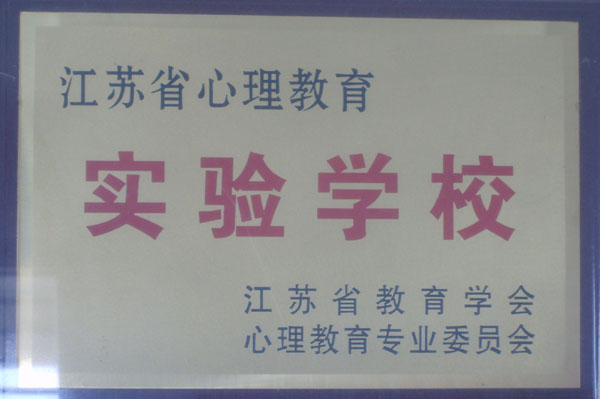 江苏省心理教育
实验学校
江苏省教育学会
心理教育专业委员会